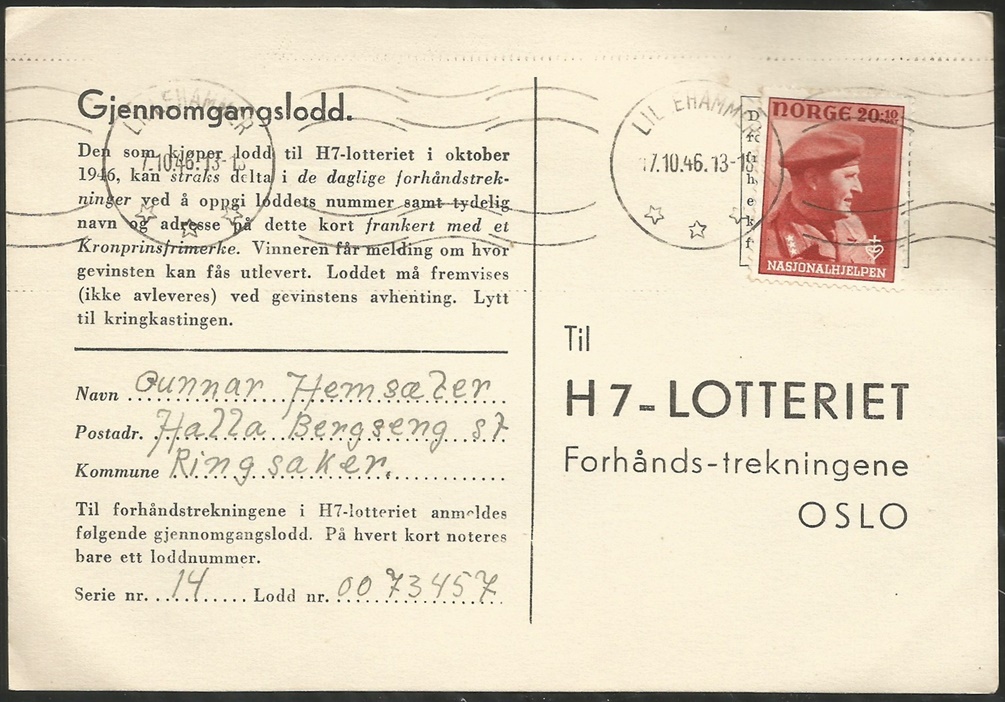 Gjennomgangslodd.
Den som kjøper lodd til H7-lotteriet i oktober
1946, kan straks delta i de daglige forhåndstrek-
ninger ved å oppgi loddets nummer samt tydelig
navn og adresse på dette kort frankert med et
Kronprinsfrimerke. Vinneren får melding om hvor
gevinsten kan fås utlevert. Loddet må fremvises
(ikke avleveres) ved gevinstens avhenting. Lytt
til kringkastingen.
Navn Gunnar Hemsæter
Postadr. Halla Bergseng st
Kommune Ringsaker.
Til forhåndstrekningene i H7-lotteriet anmeldes
følgende gjennomgangslodd. På hvert kort noteres
bare ett loddnummer.
Serie nr. 14 Lodd nr. 0073457
LILLEHAMMER
17.10.46.13-
LILLEHAMMER
17.10.46.13-
NORGE 20+10
NASJONALHJELPEN
Til
H7-LOTTERIET
Forhånds-trekningene
OSLO